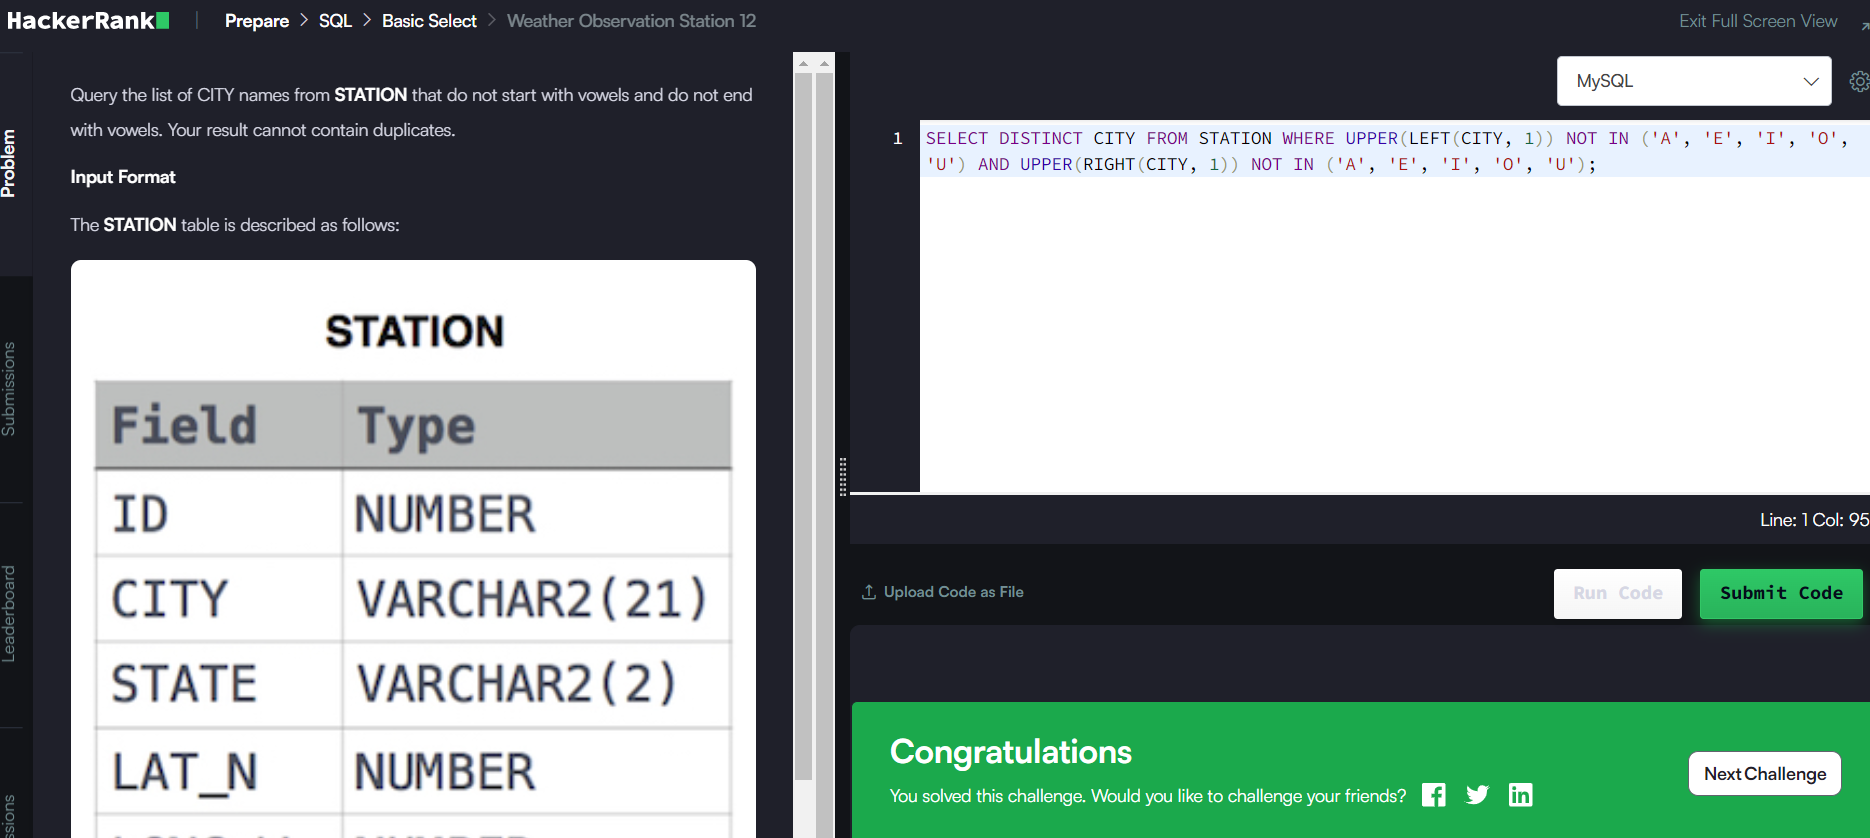 HackerRank
Prepare > SQL > Basic Select > Weather Observation Station 12
Exit Full Screen View
Problem
Submissions
Leaderboard
Query the list of CITY names from STATION that do not start with vowels and do not end
with vowels. Your result cannot contain duplicates.
Input Format
The STATION table is described as follows:
STATION
Field Type
ID NUMBER
CITY VARCHAR2(21)
STATE VARCHAR2(2)
LAT_N NUMBER
MySQL
1 SELECT DISTINCT CITY FROM STATION WHERE UPPER(LEFT(CITY, 1)) NOT IN ('A', 'E', 'I', 'O',
'U') AND UPPER(RIGHT(CITY, 1)) NOT IN ('A', 'E', 'I', 'O', 'U');
Line: 1 Col: 95
Upload Code as File
Run Code
Submit Code
Congratulations
You solved this challenge. Would you like to challenge your friends?
Next Challenge